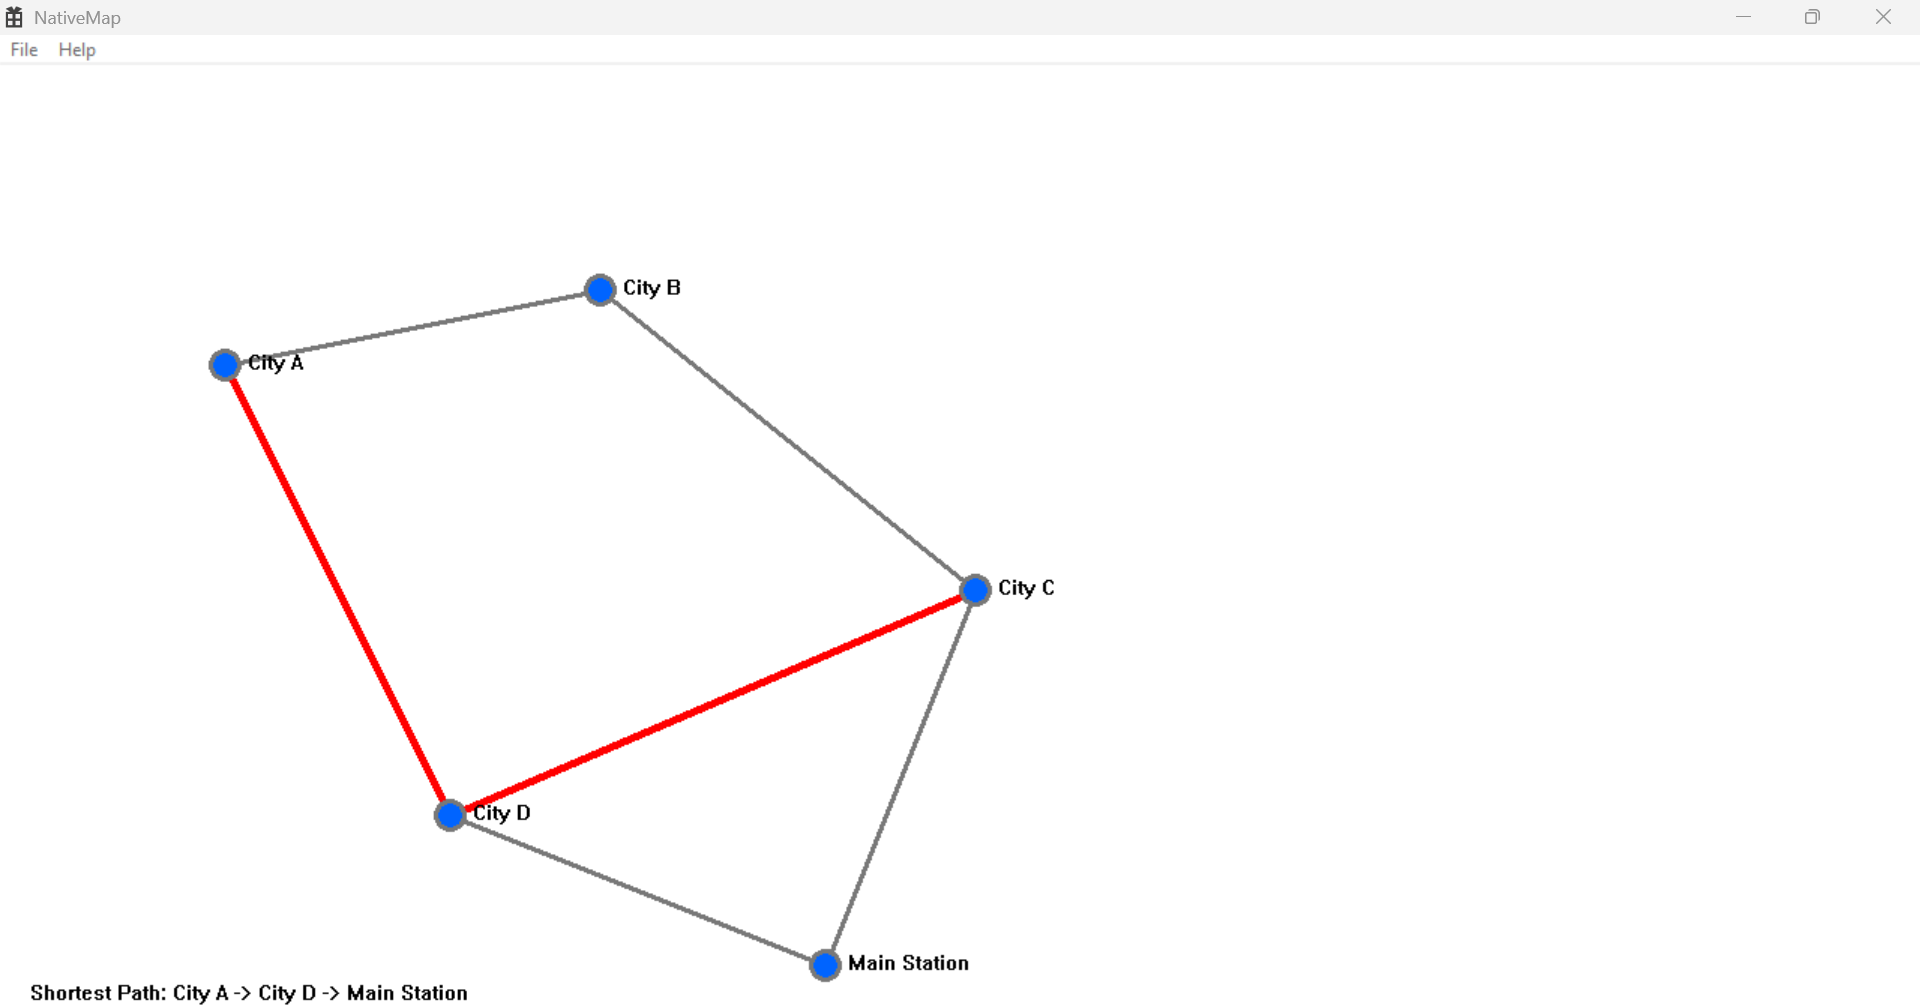 NativeMap
File Help
City B
City A
City C
City D
Main Station
Shortest Path: City A -> City D -> Main Station